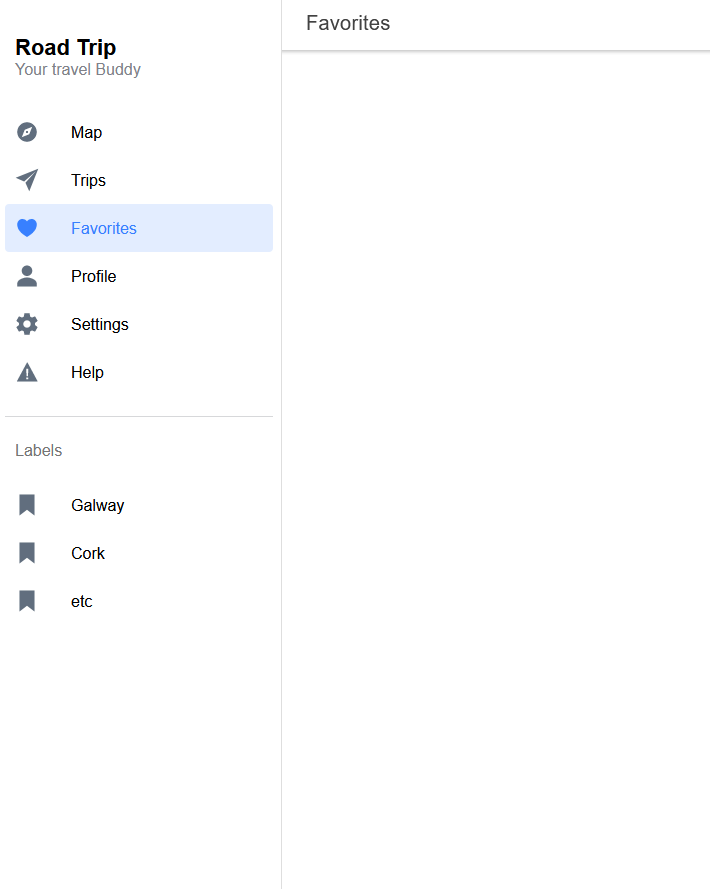 Road Trip
Your travel Buddy
Map
Trips
Favorites
Profile
Settings
Help
Labels
Galway
Cork
etc
Favorites